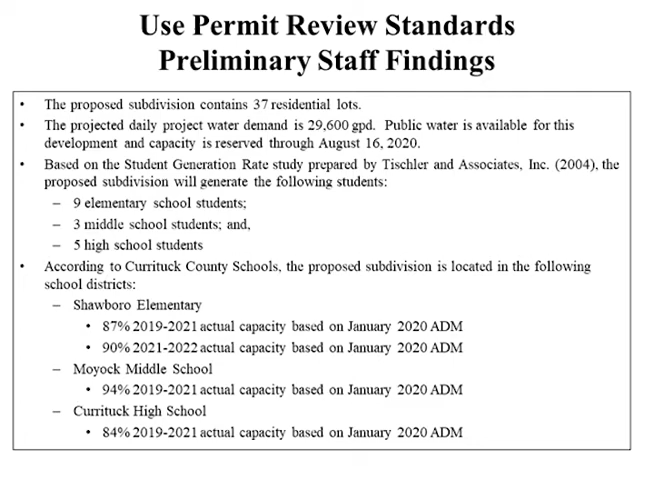 Use Permit Review Standards
Preliminary Staff Findings
• The proposed subdivision contains 37 residential lots.
• The projected daily project water demand is 29,600 gpd. Public water is available for this
development and capacity is reserved through August 16, 2020.
• Based on the Student Generation Rate study prepared by Tischler and Associates, Inc. (2004), the
proposed subdivision will generate the following students:
– 9 elementary school students;
– 3 middle school students; and,
– 5 high school students
• According to Currituck County Schools, the proposed subdivision is located in the following
school districts:
– Shawboro Elementary
• 87% 2019-2021 actual capacity based on January 2020 ADM
• 90% 2021-2022 actual capacity based on January 2020 ADM
– Moyock Middle School
• 94% 2019-2021 actual capacity based on January 2020 ADM
– Currituck High School
• 84% 2019-2021 actual capacity based on January 2020 ADM